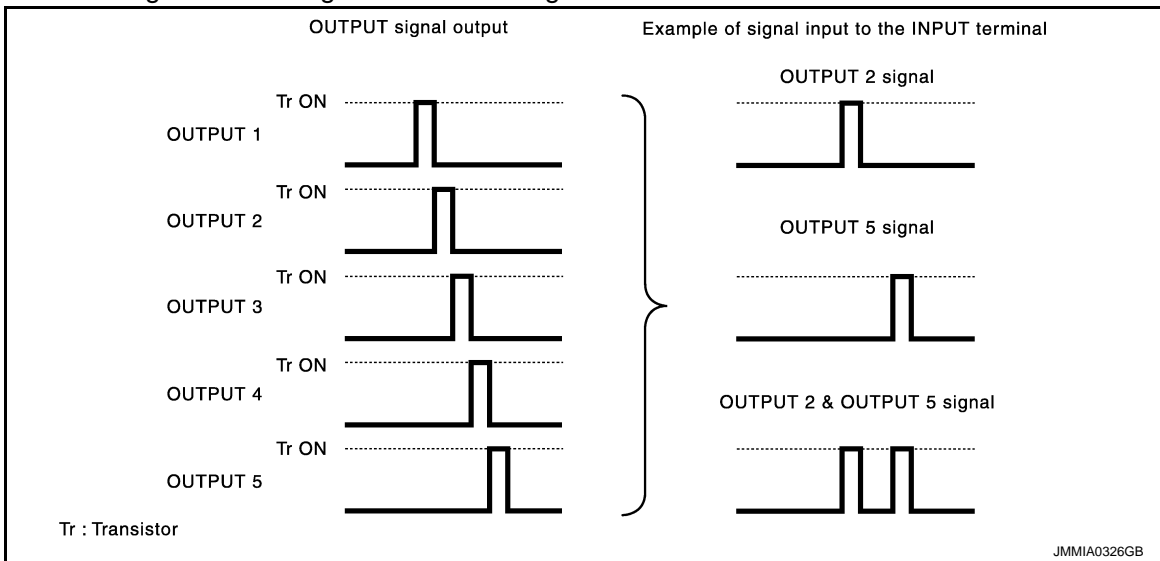 OUTPUT signal output
Example of signal input to the INPUT terminal
OUTPUT 1
Tr ON
OUTPUT 2
Tr ON
OUTPUT 3
Tr ON
OUTPUT 4
Tr ON
OUTPUT 5
Tr ON
OUTPUT 2 signal
OUTPUT 5 signal
OUTPUT 2 & OUTPUT 5 signal
Tr : Transistor
JMMIA0326GB